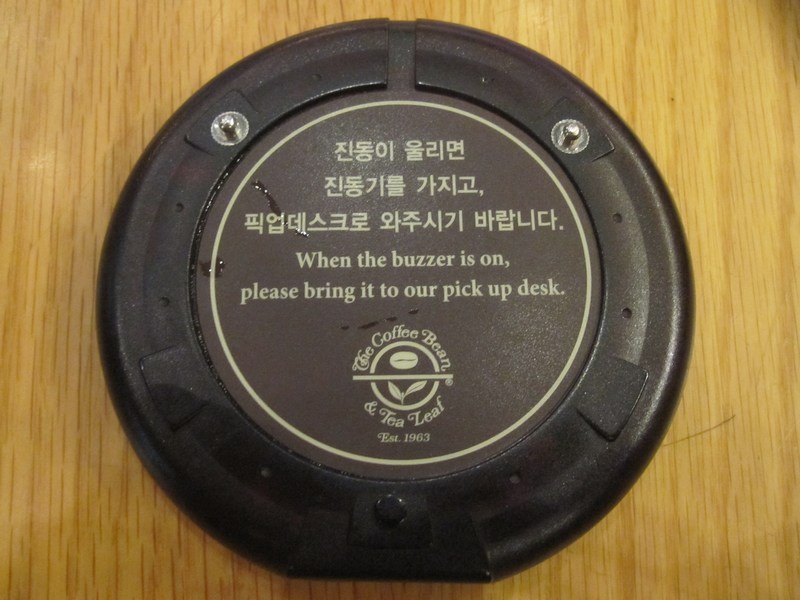 진동이 울리면
진동기를 가지고,
픽업데스크로 와주시기 바랍니다.
When the buzzer is on,
please bring it to our pick up desk.
The Coffee Bean
& Tea Leaf
®
Est. 1963